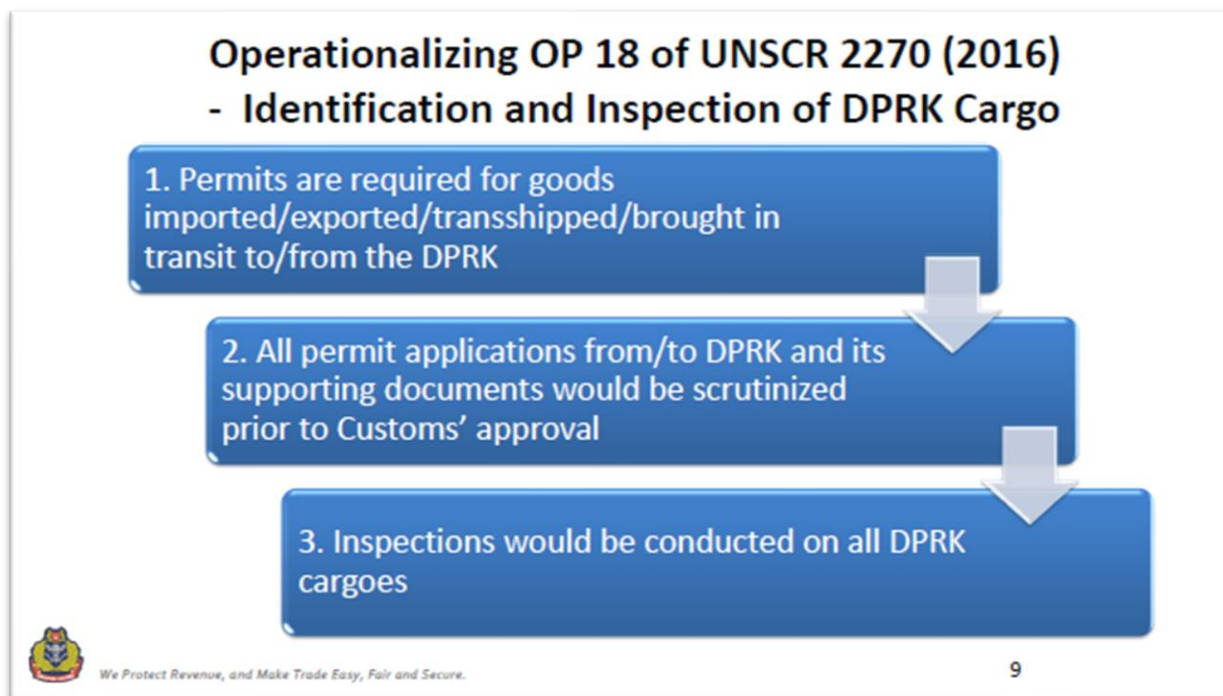 Operationalizing OP 18 of UNSCR 2270 (2016)
- Identification and Inspection of DPRK Cargo
1. Permits are required for goods
imported/exported/transshipped/brought in
transit to/from the DPRK
2. All permit applications from/to DPRK and its
supporting documents would be scrutinized
prior to Customs’ approval
3. Inspections would be conducted on all DPRK
cargoes
We Protect Revenue, and Make Trade Easy, Fair and Secure.
9